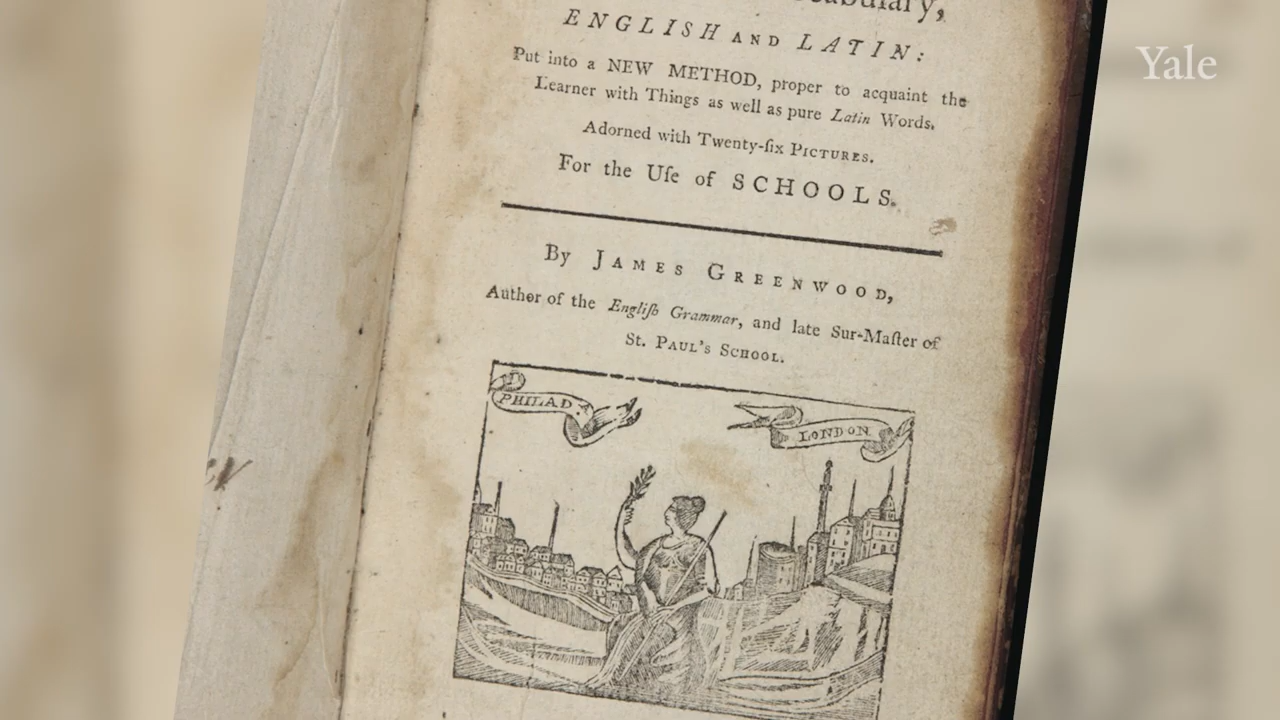 Yale
ENGLISH AND LATIN:
Put into a NEW METHOD, proper to acquaint the
Learner with Things as well as pure Latin Words.
Adorned with Twenty-ſix PICTURES.
For the Uſe of SCHOOLS.
By JAMES GREENWOOD,
Author of the Engliſh Grammar, and late Sur-Maſter of
St. PAUL'S SCHOOL.
PHILAD.
LONDON